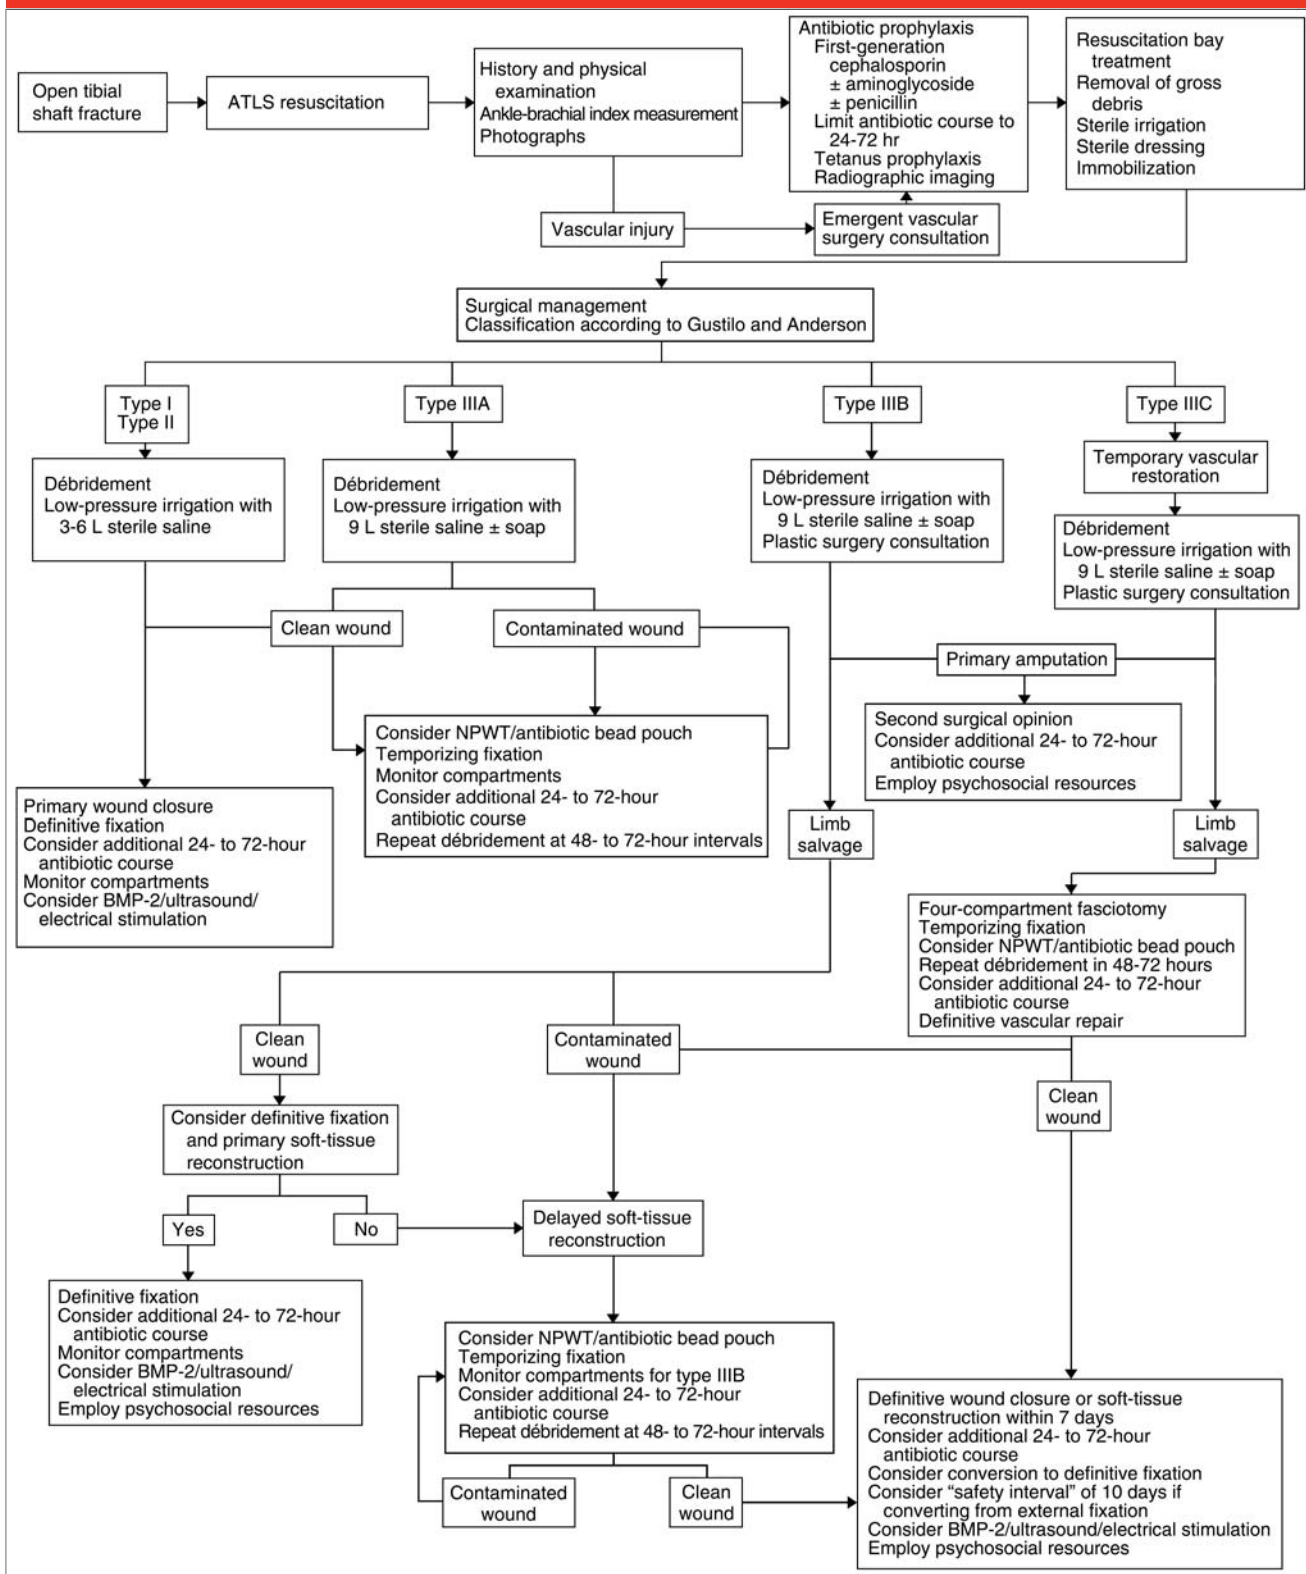 Open tibial
shaft fracture
ATLS resuscitation
History and physical
examination
Ankle-brachial index measurement
Photographs
Antibiotic prophylaxis
First-generation
cephalosporin
± aminoglycoside
± penicillin
Limit antibiotic course to
24-72 hr
Tetanus prophylaxis
Radiographic imaging
Resuscitation bay
treatment
Removal of gross
debris
Sterile irrigation
Sterile dressing
Immobilization
Vascular injury
Emergent vascular
surgery consultation
Surgical management
Classification according to Gustilo and Anderson
Type I
Type II
Type IIIA
Type IIIB
Type IIIC
Temporary vascular
restoration
Débridement
Low-pressure irrigation with
3-6 L sterile saline
Débridement
Low-pressure irrigation with
9 L sterile saline ± soap
Débridement
Low-pressure irrigation with
9 L sterile saline ± soap
Plastic surgery consultation
Débridement
Low-pressure irrigation with
9 L sterile saline ± soap
Plastic surgery consultation
Clean wound
Contaminated wound
Primary amputation
Consider NPWT/antibiotic bead pouch
Temporizing fixation
Monitor compartments
Consider additional 24- to 72-hour
antibiotic course
Repeat débridement at 48- to 72-hour intervals
Second surgical opinion
Consider additional 24- to 72-hour
antibiotic course
Employ psychosocial resources
Primary wound closure
Definitive fixation
Consider additional 24- to 72-hour
antibiotic course
Monitor compartments
Consider BMP-2/ultrasound/
electrical stimulation
Limb
salvage
Limb
salvage
Four-compartment fasciotomy
Temporizing fixation
Consider NPWT/antibiotic bead pouch
Repeat débridement in 48-72 hours
Consider additional 24- to 72-hour
antibiotic course
Definitive vascular repair
Clean
wound
Contaminated
wound
Clean
wound
Consider definitive fixation
and primary soft-tissue
reconstruction
Yes
No
Delayed soft-tissue
reconstruction
Definitive fixation
Consider additional 24- to 72-hour
antibiotic course
Monitor compartments
Consider BMP-2/ultrasound/
electrical stimulation
Employ psychosocial resources
Consider NPWT/antibiotic bead pouch
Temporizing fixation
Monitor compartments for type IIIB
Consider additional 24- to 72-hour
antibiotic course
Repeat débridement at 48- to 72-hour intervals
Contaminated
wound
Clean
wound
Definitive wound closure or soft-tissue
reconstruction within 7 days
Consider additional 24- to 72-hour
antibiotic course
Consider conversion to definitive fixation
Consider “safety interval” of 10 days if
converting from external fixation
Consider BMP-2/ultrasound/electrical stimulation
Employ psychosocial resources